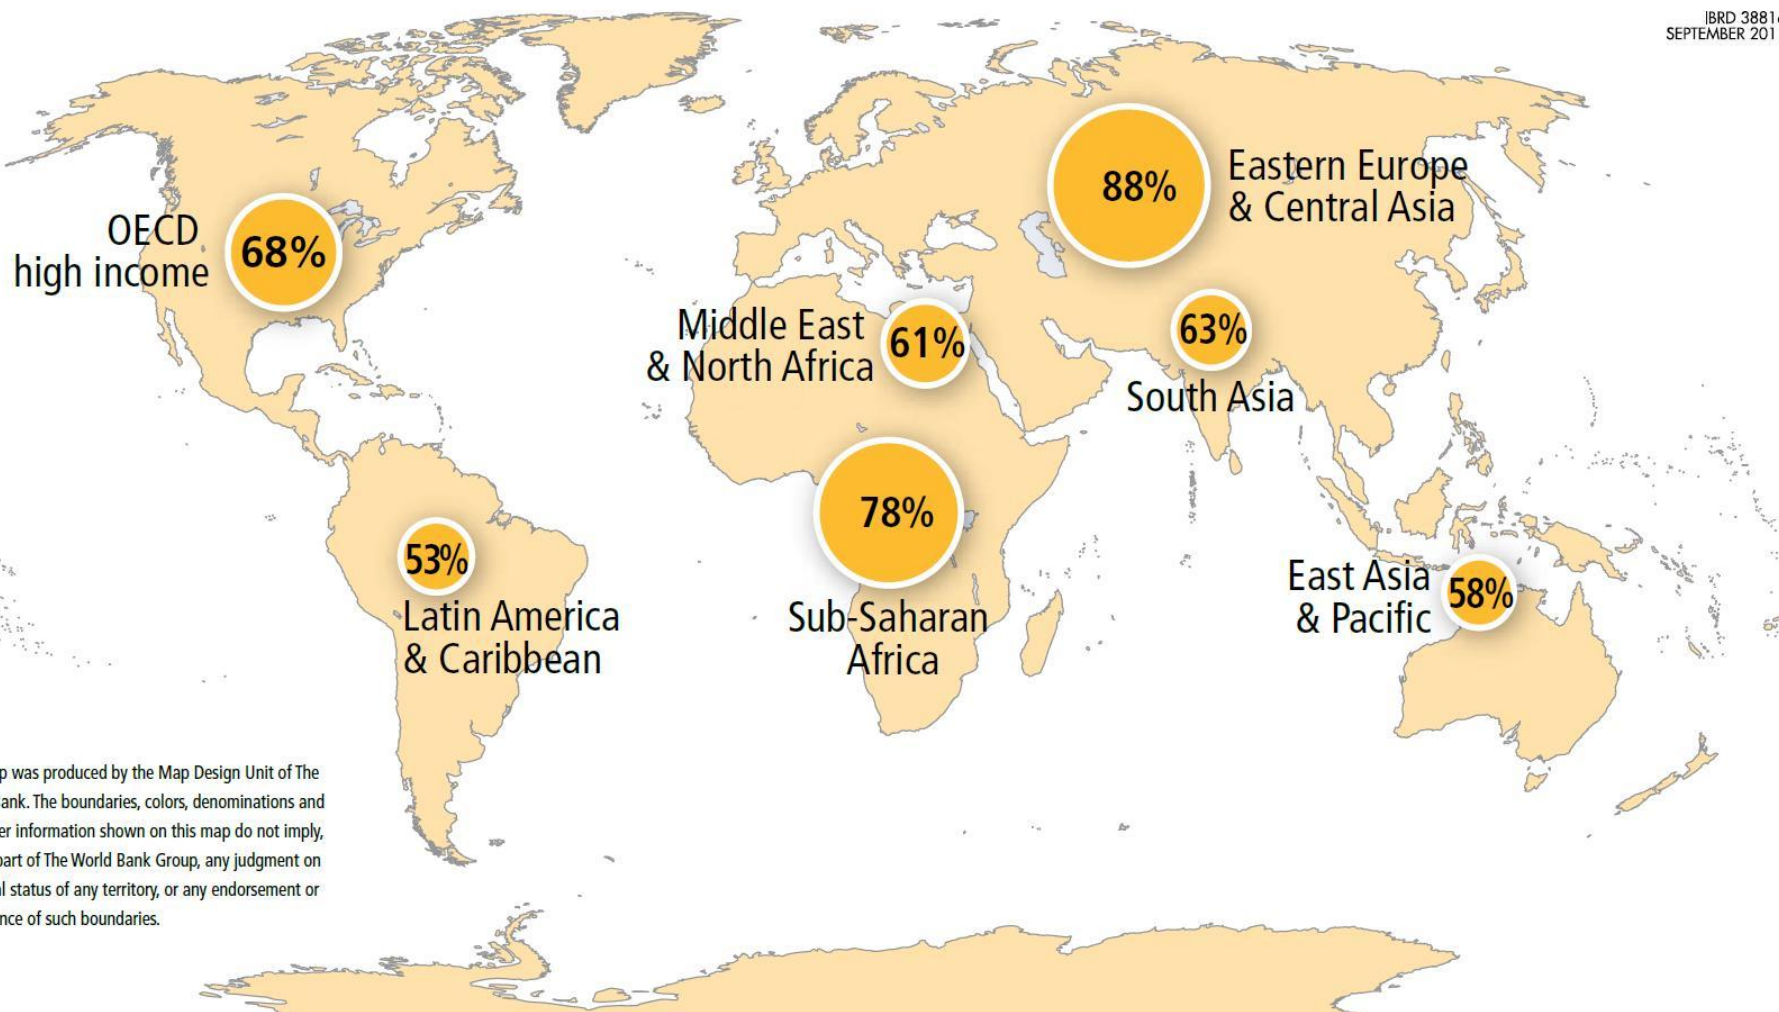 IBRD 3881
SEPTEMBER 201
88%
Eastern Europe
& Central Asia
OECD
high income
68%
Middle East
& North Africa
61%
63%
South Asia
78%
Sub-Saharan
Africa
53%
Latin America
& Caribbean
East Asia
& Pacific
58%
p was produced by the Map Design Unit of The
ank. The boundaries, colors, denominations and
er information shown on this map do not imply,
part of The World Bank Group, any judgment on
l status of any territory, or any endorsement or
nce of such boundaries.